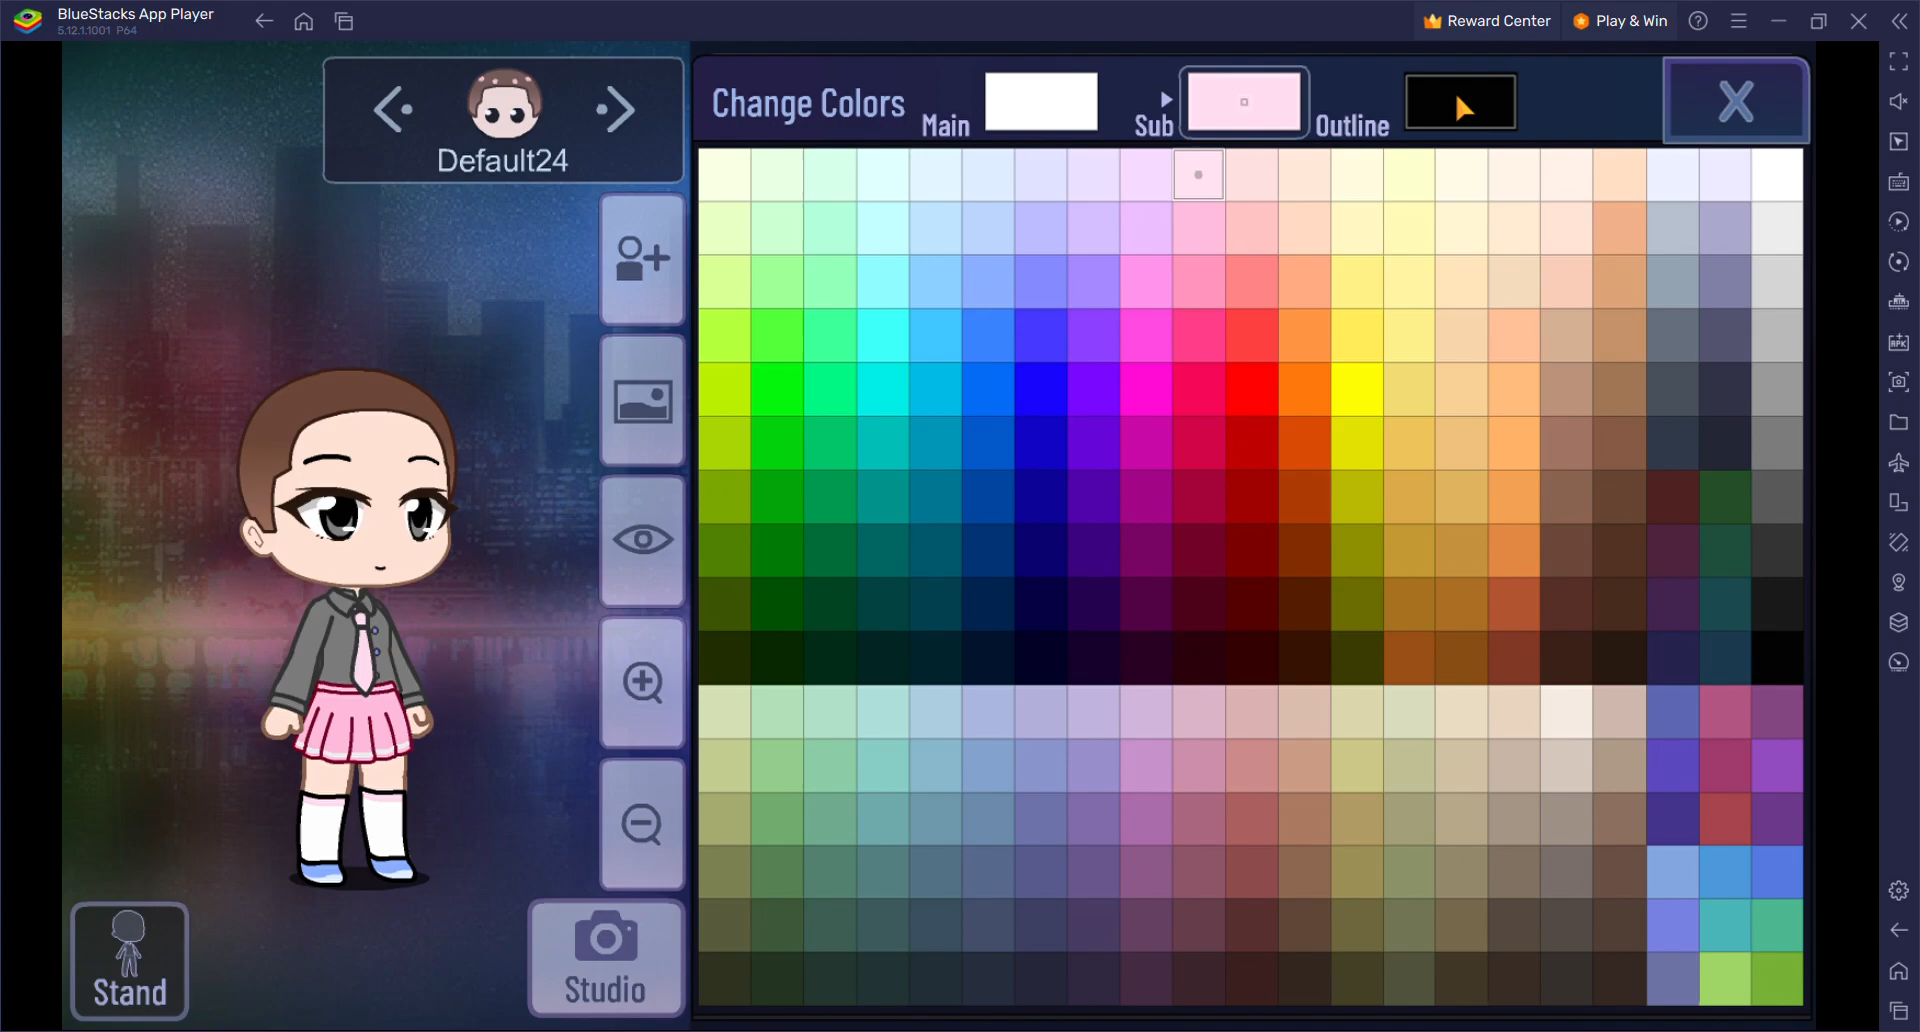 BlueStacks App Player
5.12.1.1001 P64
Reward Center
Play & Win
Default24
Change Colors
Main
Sub
Outline
X
Stand
Studio